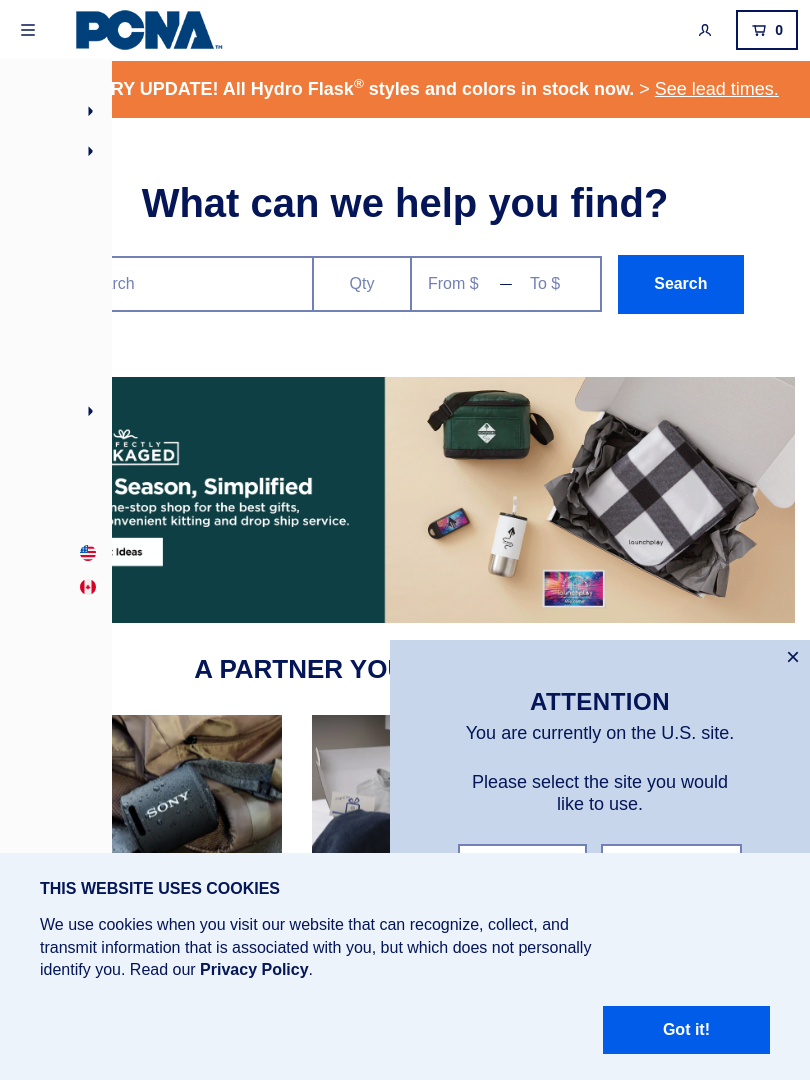 PCNA™
0
RY UPDATE! All Hydro Flask® styles and colors in stock now. > See lead times.
What can we help you find?
rch
Qty
From $ — To $
Search
FECTLY
KAGED
Season, Simplified
ne-stop shop for the best gifts,
nvenient kitting and drop ship service.
Ideas
launchplay
launchplay
A PARTNER YOU
SONY
ATTENTION
You are currently on the U.S. site.
Please select the site you would
like to use.
THIS WEBSITE USES COOKIES
We use cookies when you visit our website that can recognize, collect, and
transmit information that is associated with you, but which does not personally
identify you. Read our Privacy Policy.
Got it!